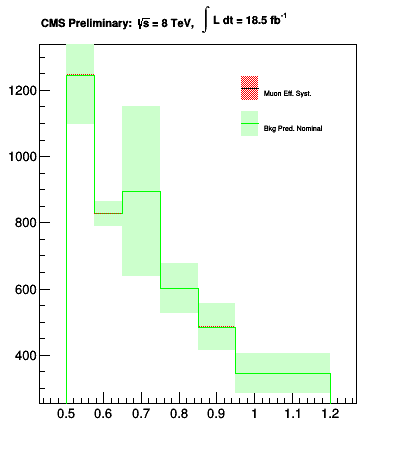 CMS Preliminary: √s = 8 TeV, ∫ L dt = 18.5 fb⁻¹
Muon Eff. Syst.
Bkg Pred. Nominal
1200
1000
800
600
400
0.5 0.6 0.7 0.8 0.9 1 1.1 1.2